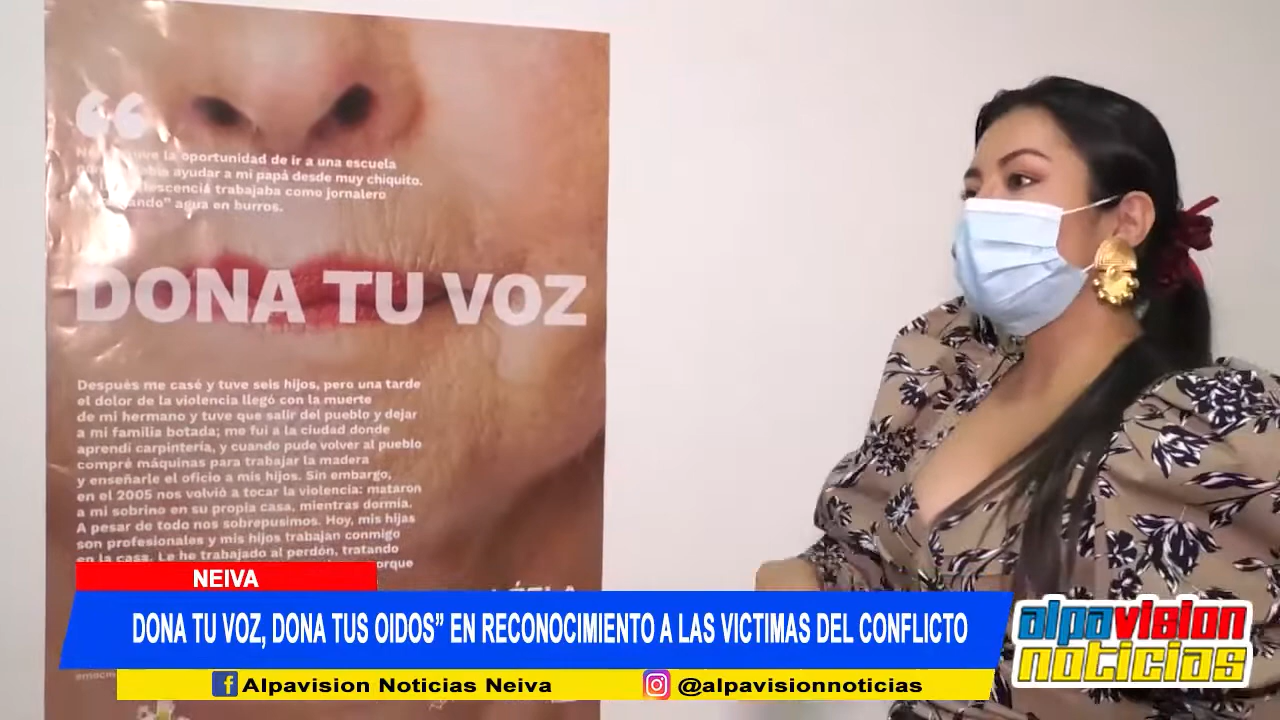 “
la oportunidad de ir a una escuela
ayudar a mi papá desde muy chiquito.
trabajaba como jornalero
agua en burros.
DONA TU VOZ
Después me casé y tuve seis hijos, pero una tarde
el dolor de la violencia llegó con la muerte
de mi hermano y tuve que salir del pueblo y dejar
a mi familia botada; me fui a la ciudad donde
aprendí carpintería, y cuando pude volver al pueblo
compré máquinas para trabajar la madera
y enseñarle el oficio a mis hijos. Sin embargo,
en el 2005 nos volvió a tocar la violencia: mataron
a mi sobrino en su propia casa, mientras dormía.
A pesar de todo nos sobrepusimos. Hoy, mis hijas
son profesionales y mis hijos trabajan conmigo
en la casa. Le he trabajado al perdón, tratando
NEIVA
DONA TU VOZ, DONA TUS OIDOS” EN RECONOCIMIENTO A LAS VICTIMAS DEL CONFLICTO
Alpavision Noticias Neiva @alpavisionnoticias
alpavision
noticias